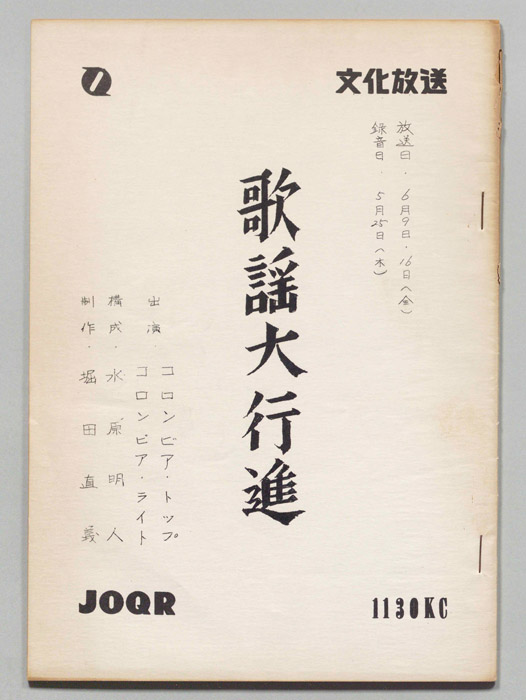 文化放送
放送日・6月9日・16日(金)
録音日・5月25日(木)
歌謡大行進
出演・コロンビア・トップ
コロンビア・ライト
構成・水原明人
制作・堀田直義
JOQR
1130KC